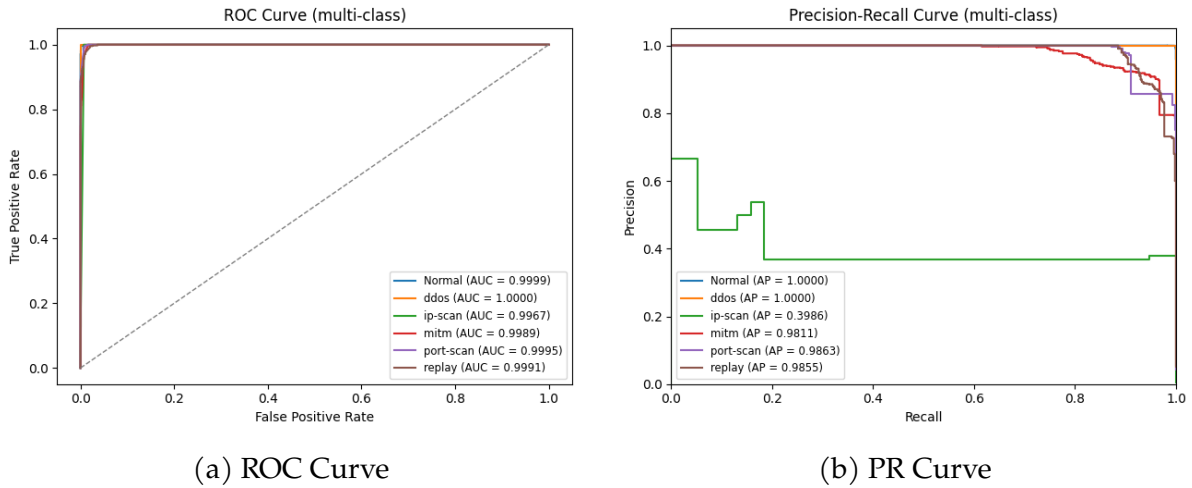 ROC Curve (multi-class)
1.0
0.8
0.6
0.4
0.2
0.0
True Positive Rate
0.0 0.2 0.4 0.6 0.8 1.0
False Positive Rate
Normal (AUC = 0.9999)
ddos (AUC = 1.0000)
ip-scan (AUC = 0.9967)
mitm (AUC = 0.9989)
port-scan (AUC = 0.9995)
replay (AUC = 0.9991)
(a) ROC Curve
Precision-Recall Curve (multi-class)
1.0
0.8
0.6
0.4
0.2
0.0
Precision
0.0 0.2 0.4 0.6 0.8 1.0
Recall
Normal (AP = 1.0000)
ddos (AP = 1.0000)
ip-scan (AP = 0.3986)
mitm (AP = 0.9811)
port-scan (AP = 0.9863)
replay (AP = 0.9855)
(b) PR Curve